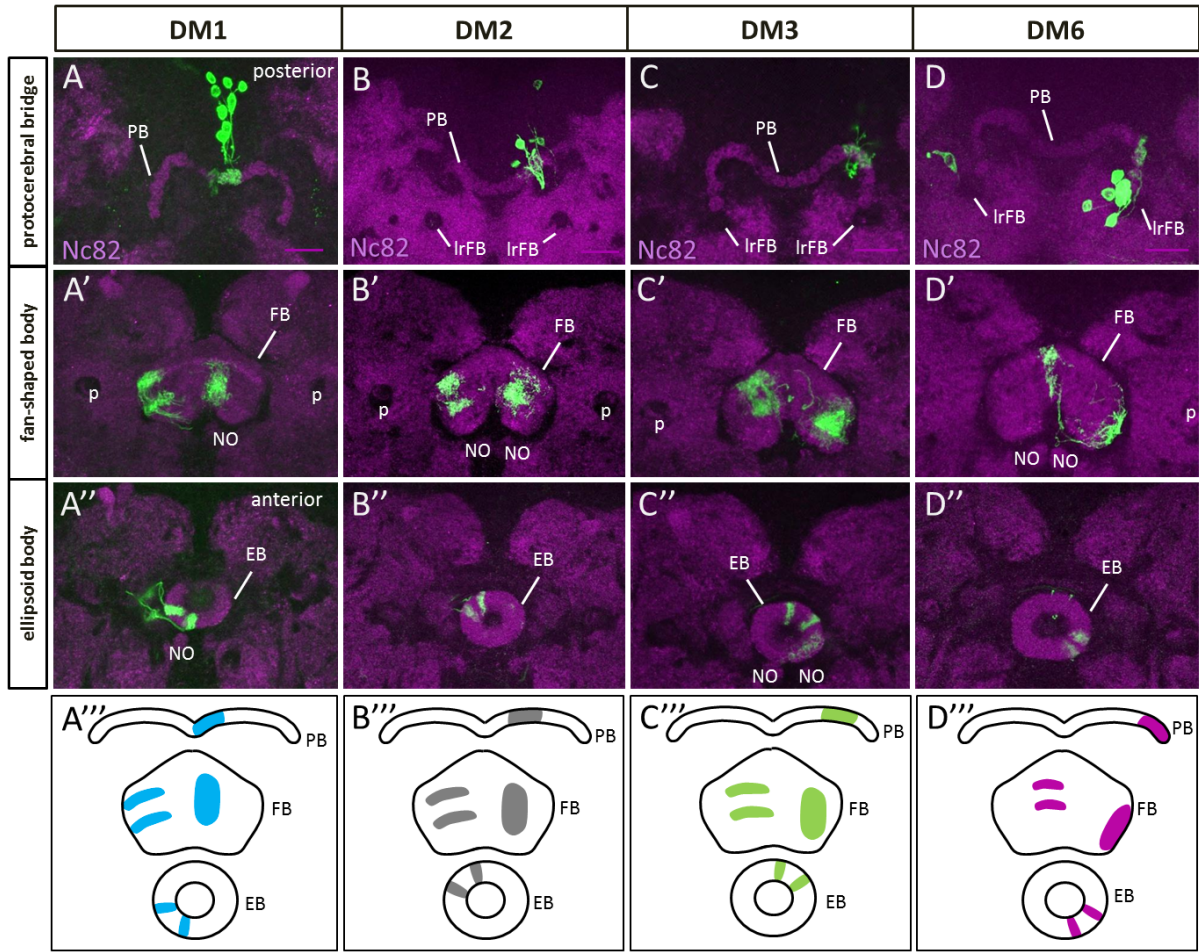 DM1 DM2 DM3 DM6
protocerebral bridge
A posterior PB Nc82
B PB lrFB lrFB
C PB Nc82 lrFB lrFB
D PB lrFB lrFB Nc82
fan-shaped body
A' FB p p NO
B' FB p p NO NO
C' FB p NO NO
D' FB p NO NO
ellipsoid body
A'' anterior EB NO
B'' EB
C'' EB NO NO
D'' EB
A''' PB FB EB
B''' PB FB EB
C''' PB FB EB
D''' PB FB EB